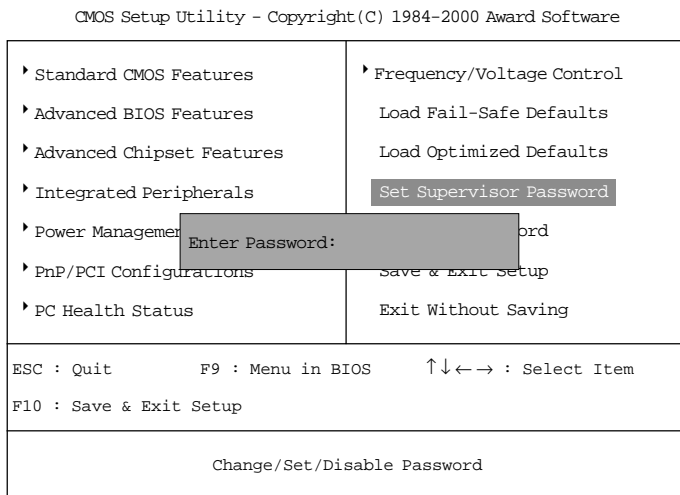 CMOS Setup Utility - Copyright(C) 1984-2000 Award Software
Standard CMOS Features
Advanced BIOS Features
Advanced Chipset Features
Integrated Peripherals
Power Managemen
PnP/PCI Configurations
PC Health Status
Frequency/Voltage Control
Load Fail-Safe Defaults
Load Optimized Defaults
Set Supervisor Password
ord
Save & Exit Setup
Exit Without Saving
Enter Password:
ESC : Quit F9 : Menu in BIOS ↑↓←→ : Select Item
F10 : Save & Exit Setup
Change/Set/Disable Password